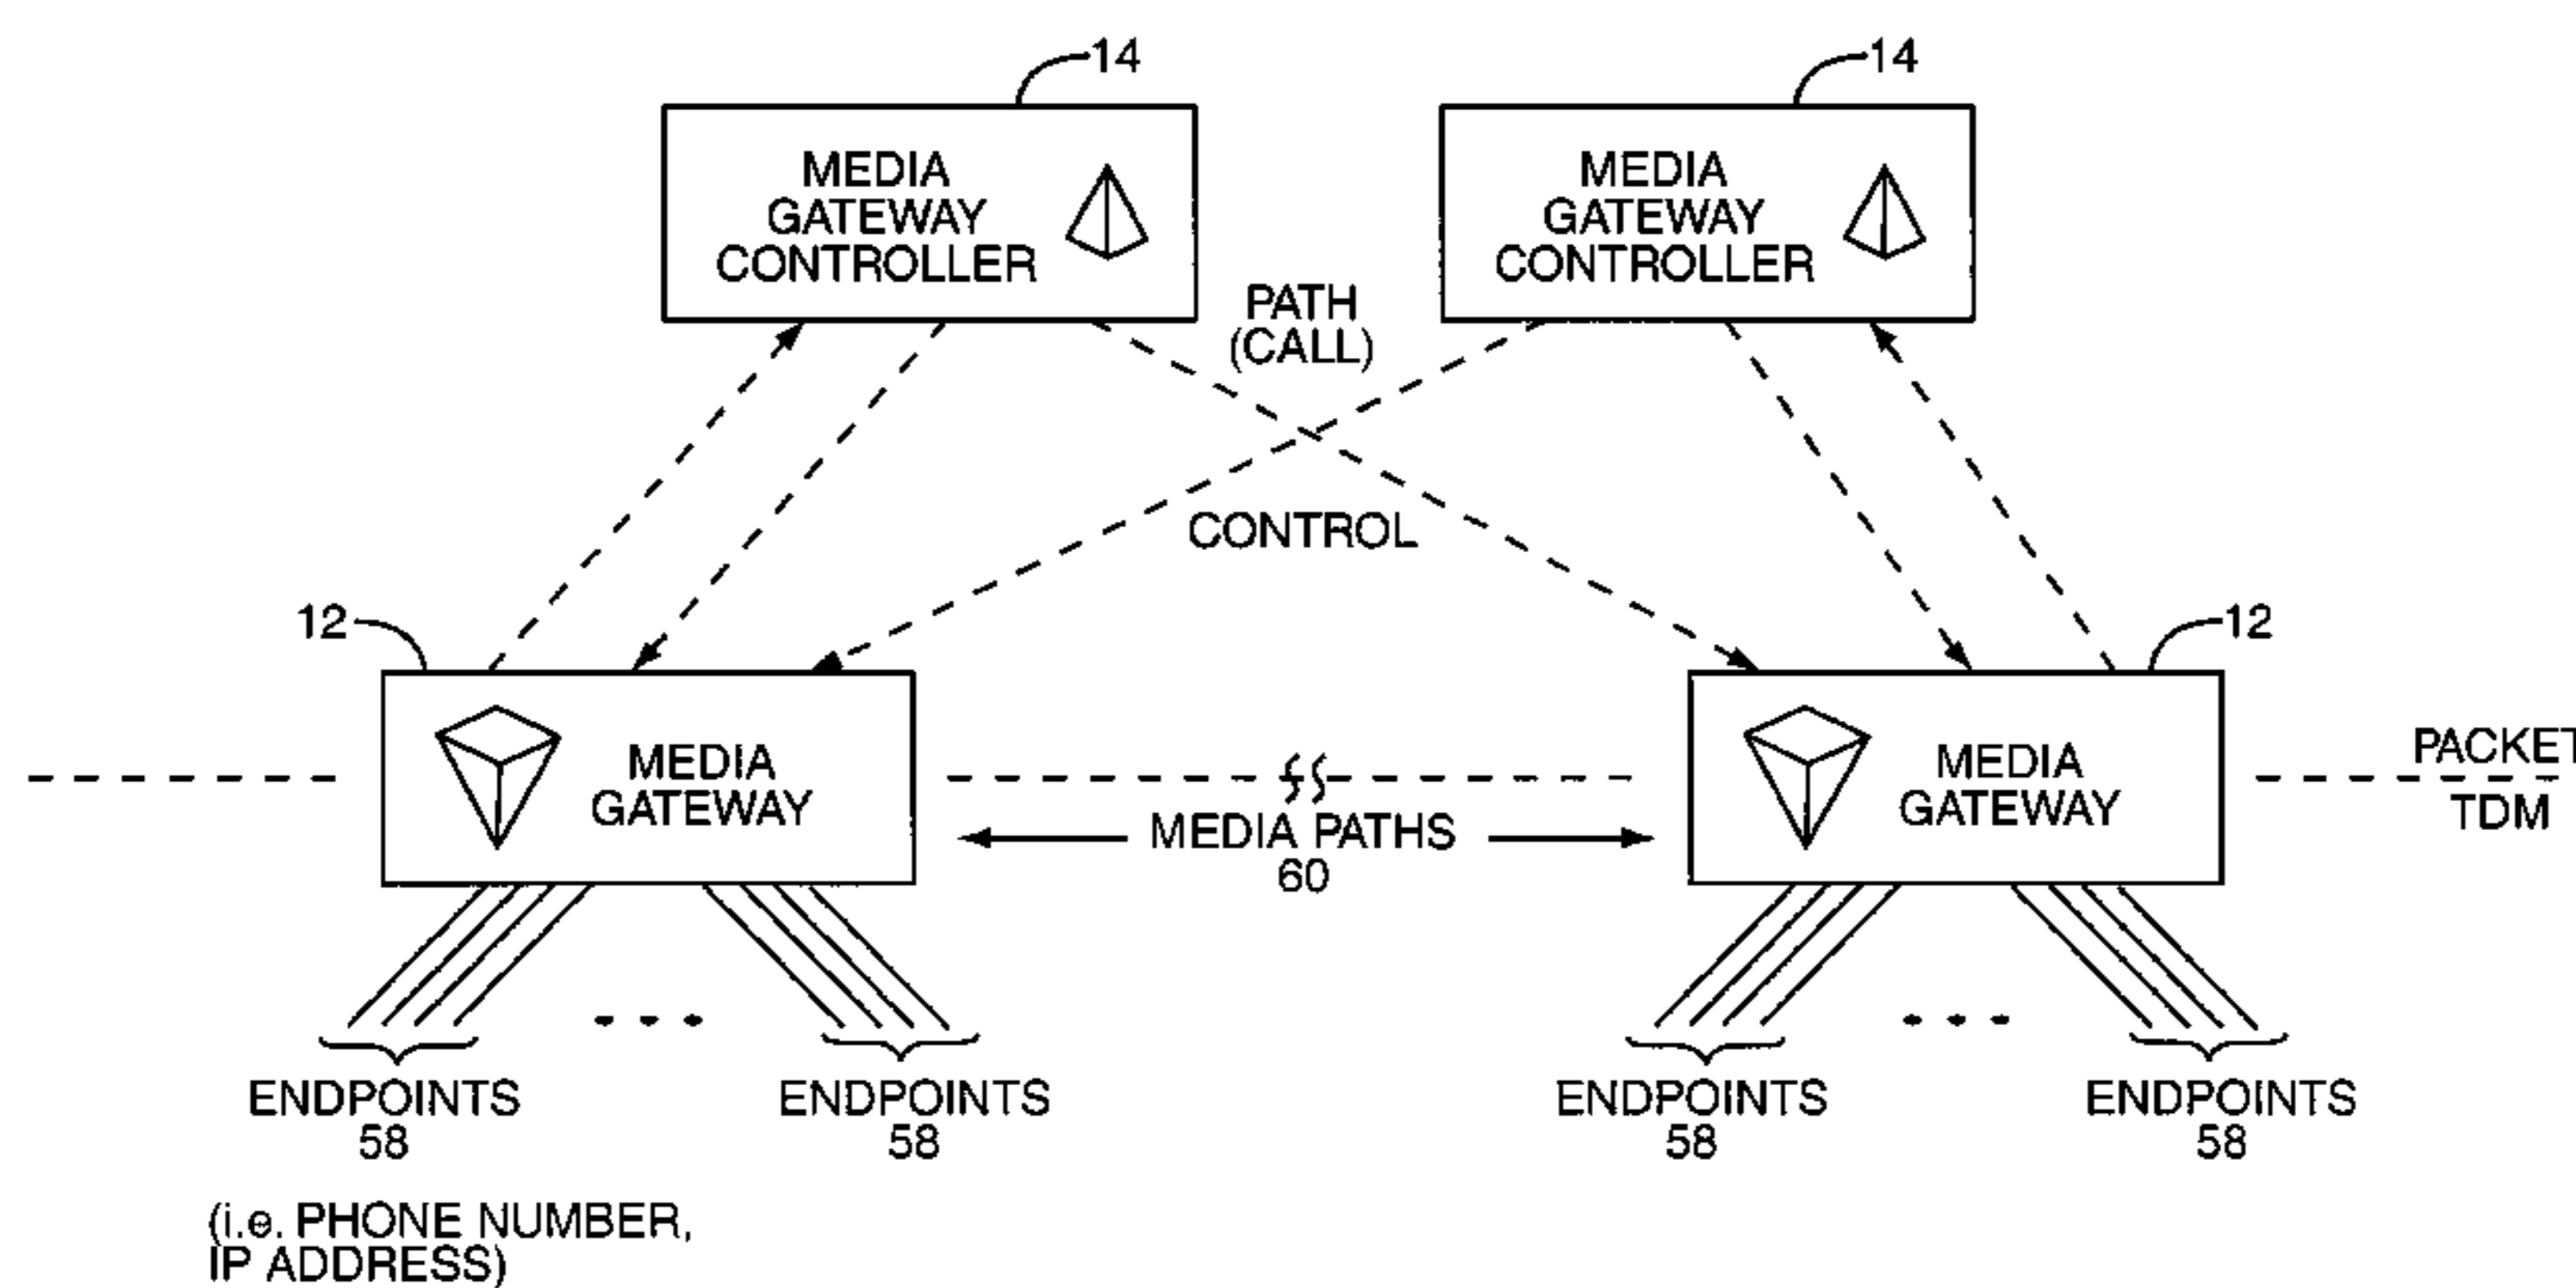 14
14
MEDIA
GATEWAY
CONTROLLER
MEDIA
GATEWAY
CONTROLLER
PATH
(CALL)
CONTROL
12
12
MEDIA
GATEWAY
MEDIA PATHS
60
MEDIA
GATEWAY
PACKET
TDM
ENDPOINTS
58
ENDPOINTS
58
ENDPOINTS
58
ENDPOINTS
58
(i.e. PHONE NUMBER,
IP ADDRESS)